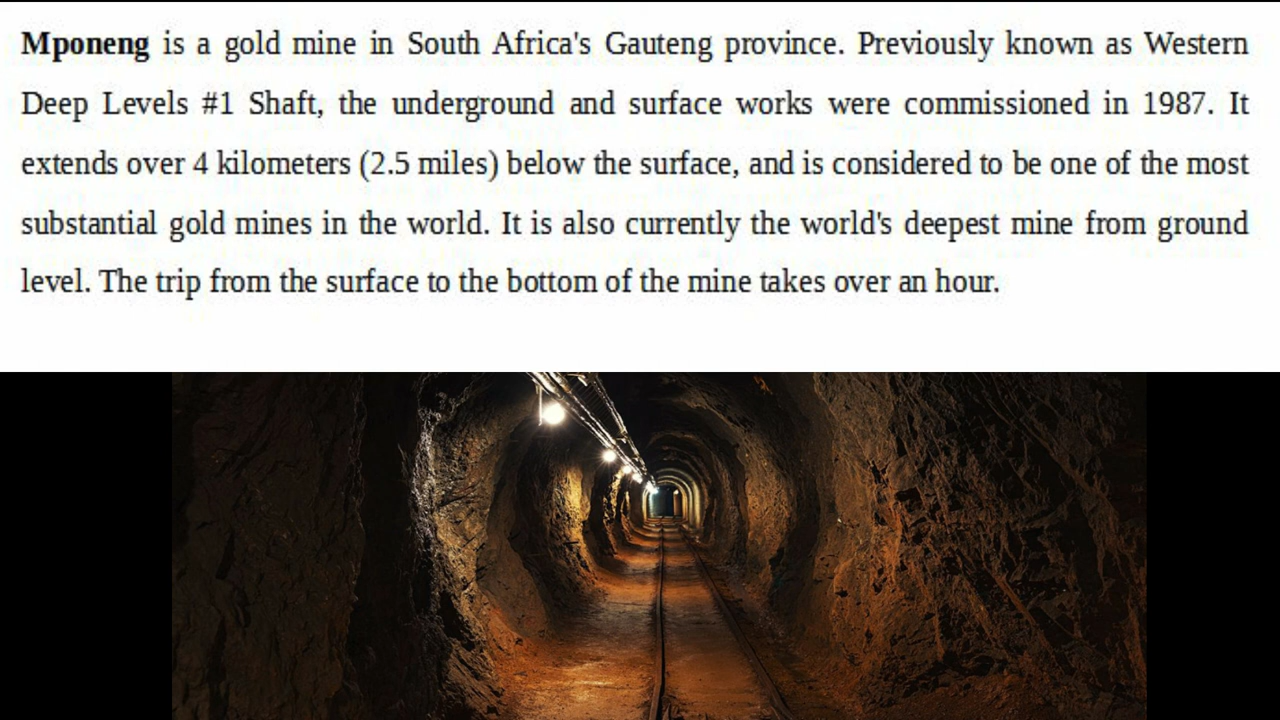 Mponeng is a gold mine in South Africa's Gauteng province. Previously known as Western
Deep Levels #1 Shaft, the underground and surface works were commissioned in 1987. It
extends over 4 kilometers (2.5 miles) below the surface, and is considered to be one of the most
substantial gold mines in the world. It is also currently the world's deepest mine from ground
level. The trip from the surface to the bottom of the mine takes over an hour.